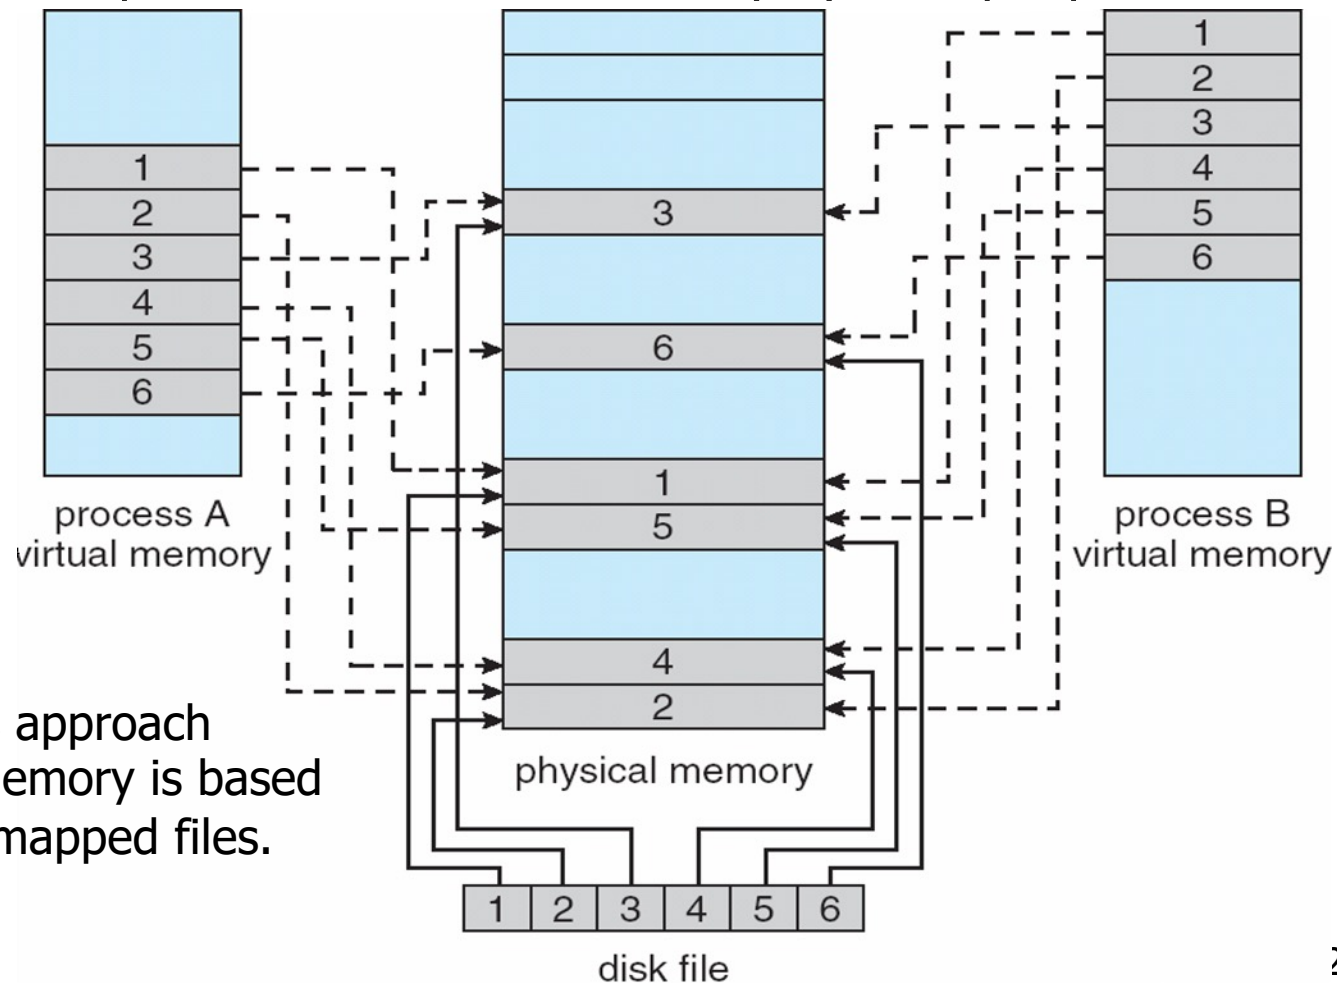 1
2
3
4
5
6
process A
virtual memory
3
6
1
5
4
2
physical memory
1
2
3
4
5
6
process B
virtual memory
approach
emory is based
mapped files.
1 2 3 4 5 6
disk file